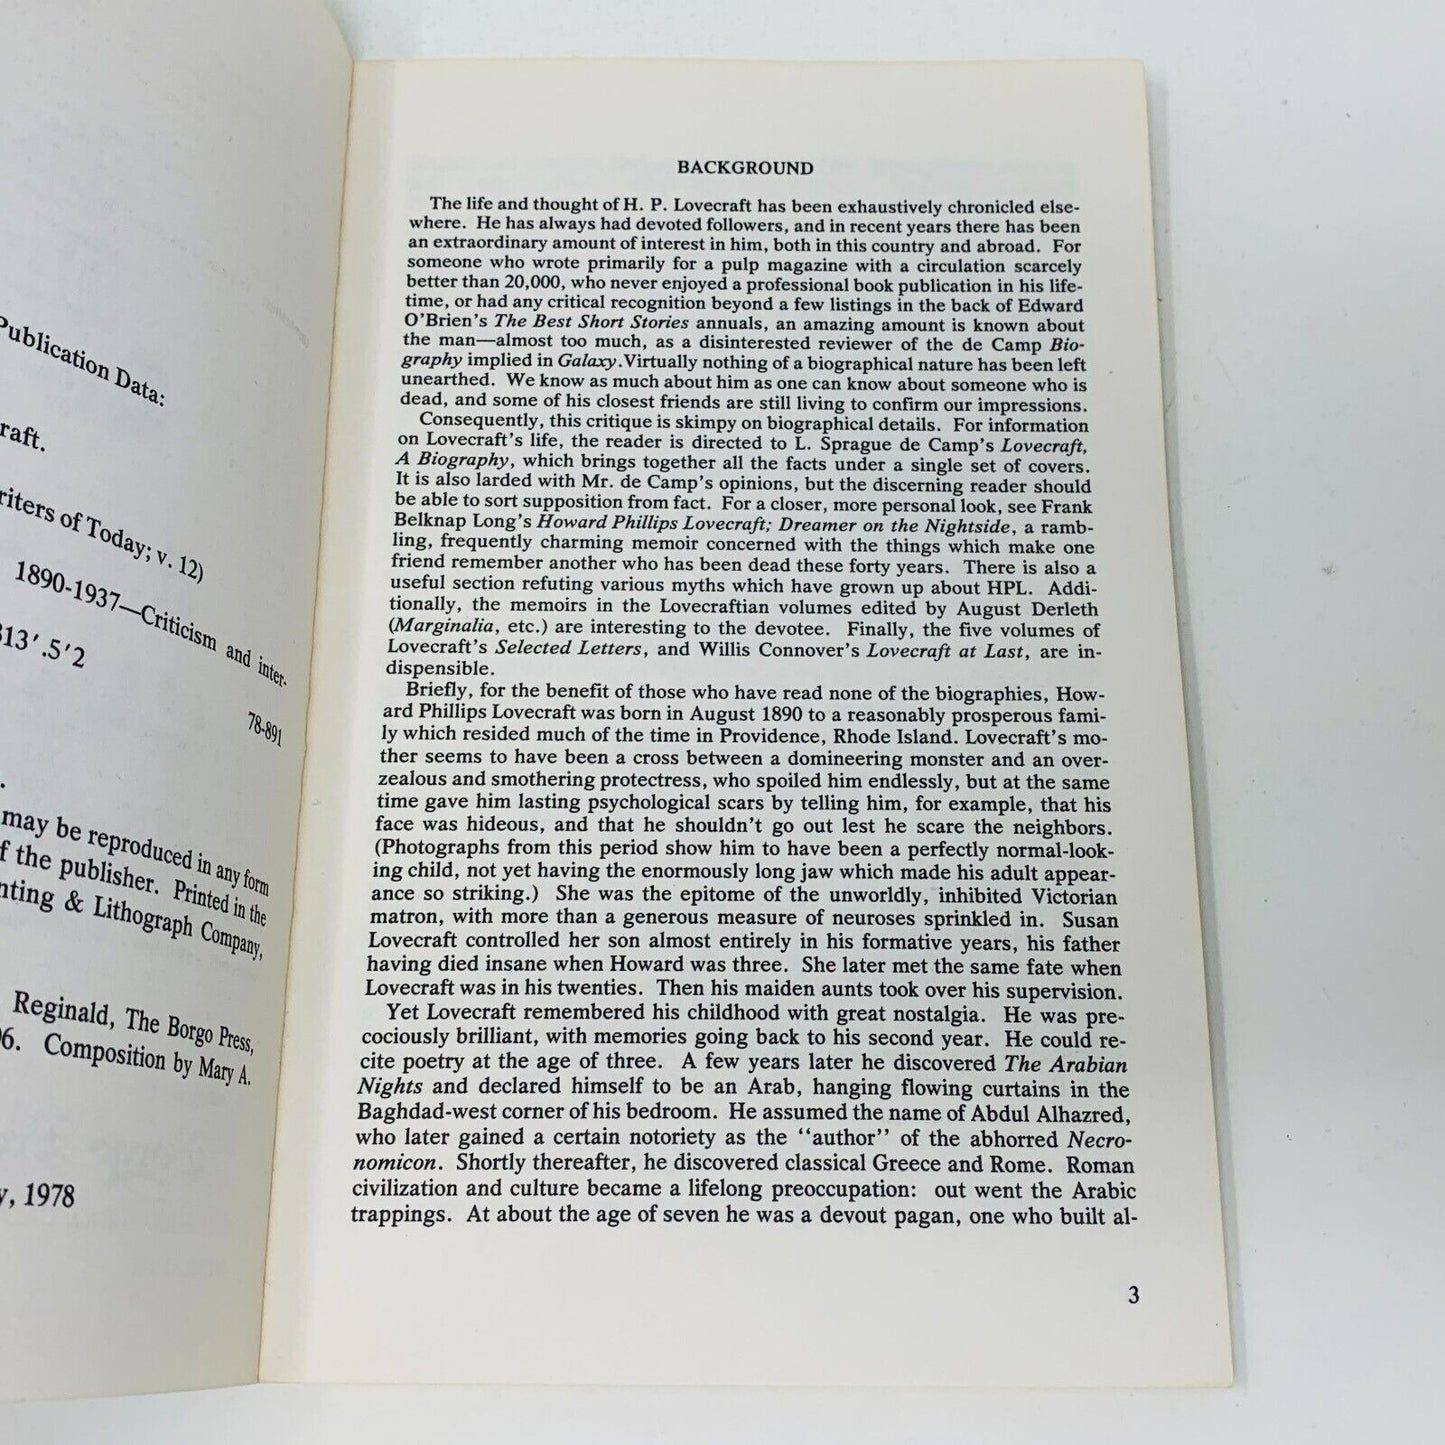 Publication Data:
raft.
riters of Today; v. 12)
1890-1937—Criticism and inter-
813′.5′2
78-891
.
may be reproduced in any form
f the publisher. Printed in the
nting & Lithograph Company,
Reginald, The Borgo Press,
06. Composition by Mary A.
y, 1978
BACKGROUND
The life and thought of H. P. Lovecraft has been exhaustively chronicled else-
where. He has always had devoted followers, and in recent years there has been
an extraordinary amount of interest in him, both in this country and abroad. For
someone who wrote primarily for a pulp magazine with a circulation scarcely
better than 20,000, who never enjoyed a professional book publication in his life-
time, or had any critical recognition beyond a few listings in the back of Edward
O'Brien's The Best Short Stories annuals, an amazing amount is known about
the man—almost too much, as a disinterested reviewer of the de Camp Bio-
graphy implied in Galaxy.Virtually nothing of a biographical nature has been left
unearthed. We know as much about him as one can know about someone who is
dead, and some of his closest friends are still living to confirm our impressions.
Consequently, this critique is skimpy on biographical details. For information
on Lovecraft's life, the reader is directed to L. Sprague de Camp's Lovecraft,
A Biography, which brings together all the facts under a single set of covers.
It is also larded with Mr. de Camp's opinions, but the discerning reader should
be able to sort supposition from fact. For a closer, more personal look, see Frank
Belknap Long's Howard Phillips Lovecraft; Dreamer on the Nightside, a ramb-
ling, frequently charming memoir concerned with the things which make one
friend remember another who has been dead these forty years. There is also a
useful section refuting various myths which have grown up about HPL. Addi-
tionally, the memoirs in the Lovecraftian volumes edited by August Derleth
(Marginalia, etc.) are interesting to the devotee. Finally, the five volumes of
Lovecraft's Selected Letters, and Willis Connover's Lovecraft at Last, are in-
dispensible.
Briefly, for the benefit of those who have read none of the biographies, How-
ard Phillips Lovecraft was born in August 1890 to a reasonably prosperous fami-
ly which resided much of the time in Providence, Rhode Island. Lovecraft's mo-
ther seems to have been a cross between a domineering monster and an over-
zealous and smothering protectress, who spoiled him endlessly, but at the same
time gave him lasting psychological scars by telling him, for example, that his
face was hideous, and that he shouldn't go out lest he scare the neighbors.
(Photographs from this period show him to have been a perfectly normal-look-
ing child, not yet having the enormously long jaw which made his adult appear-
ance so striking.) She was the epitome of the unworldly, inhibited Victorian
matron, with more than a generous measure of neuroses sprinkled in. Susan
Lovecraft controlled her son almost entirely in his formative years, his father
having died insane when Howard was three. She later met the same fate when
Lovecraft was in his twenties. Then his maiden aunts took over his supervision.
Yet Lovecraft remembered his childhood with great nostalgia. He was pre-
cociously brilliant, with memories going back to his second year. He could re-
cite poetry at the age of three. A few years later he discovered The Arabian
Nights and declared himself to be an Arab, hanging flowing curtains in the
Baghdad-west corner of his bedroom. He assumed the name of Abdul Alhazred,
who later gained a certain notoriety as the "author" of the abhorred Necro-
nomicon. Shortly thereafter, he discovered classical Greece and Rome. Roman
civilization and culture became a lifelong preoccupation: out went the Arabic
trappings. At about the age of seven he was a devout pagan, one who built al-
3